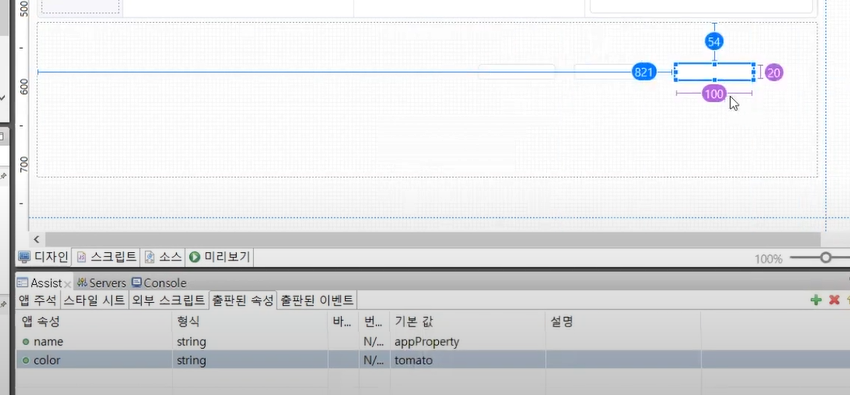 500
54
821
20
600
100
700
디자인 스크립트 소스 미리보기 100%
Assist Servers Console
앱 주석 스타일 시트 외부 스크립트 출판된 속성 출판된 이벤트
앱 속성 형식 바... 번... 기본 값 설명
name string N/... appProperty
color string N/... tomato